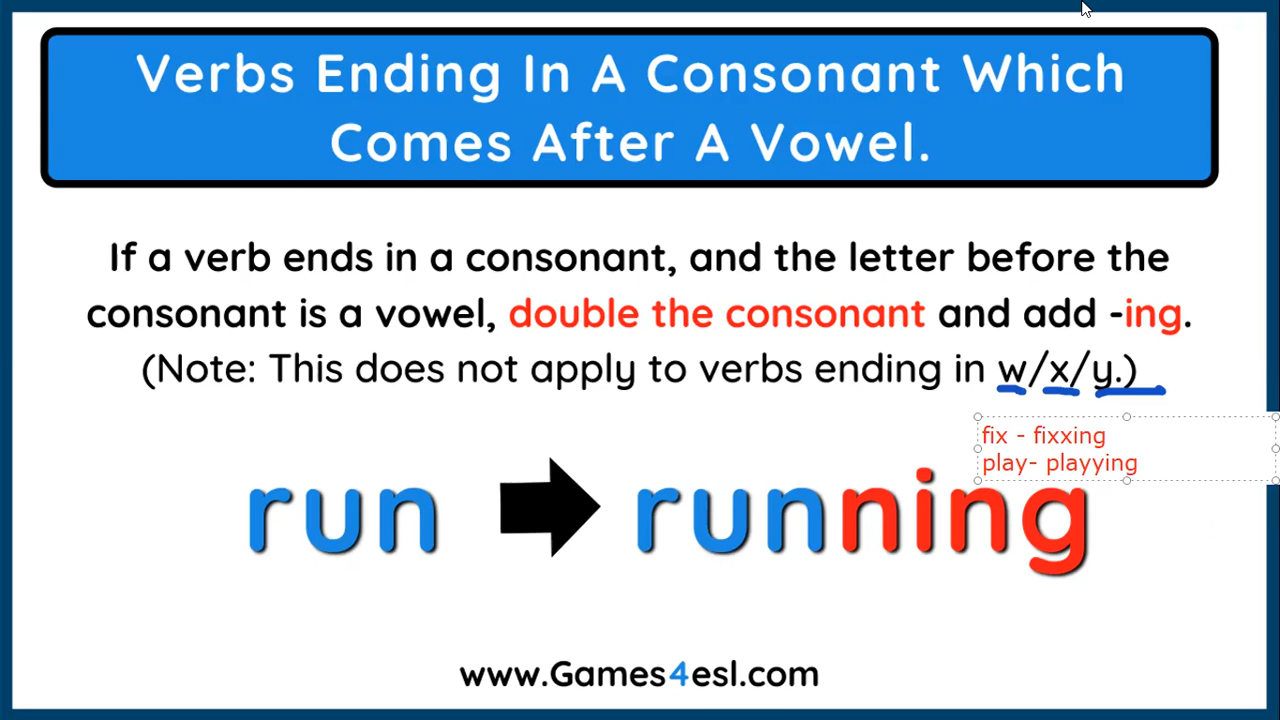 Verbs Ending In A Consonant Which
Comes After A Vowel.
If a verb ends in a consonant, and the letter before the
consonant is a vowel, double the consonant and add -ing.
(Note: This does not apply to verbs ending in w/x/y.)
fix - fixxing
play- playying
run running
www.Games4esl.com